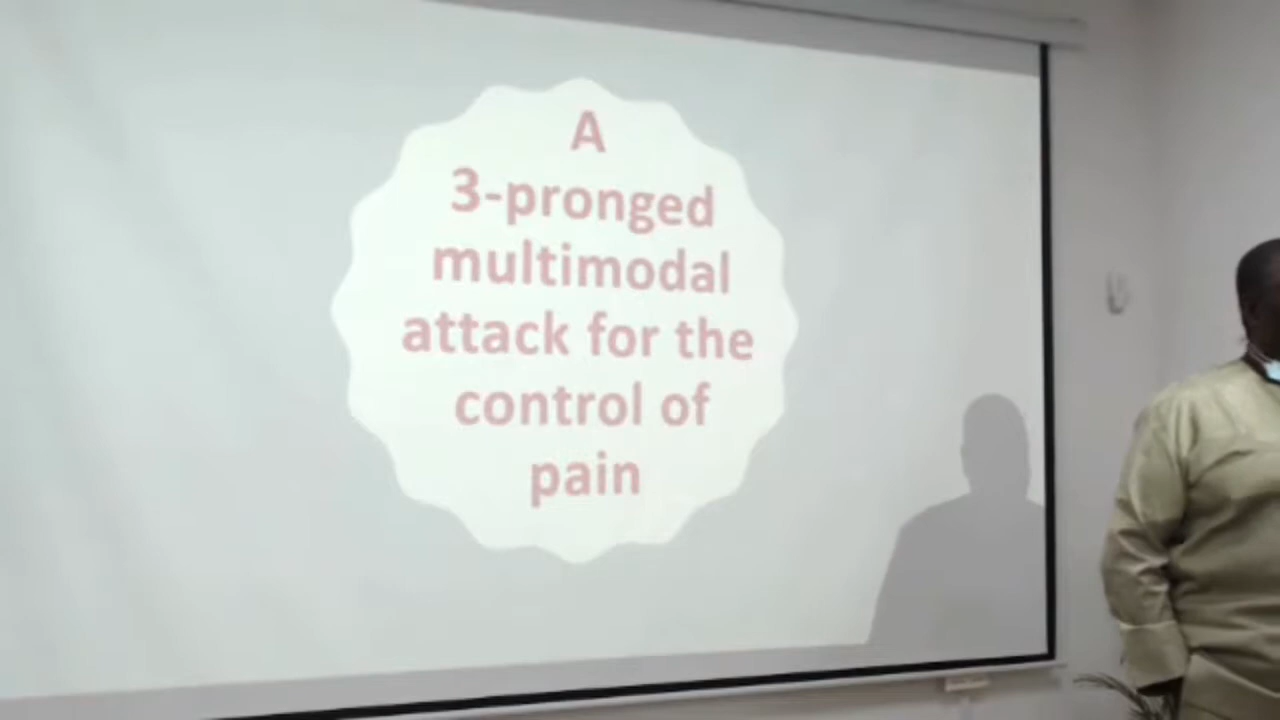 A
3-pronged
multimodal
attack for the
control of
pain